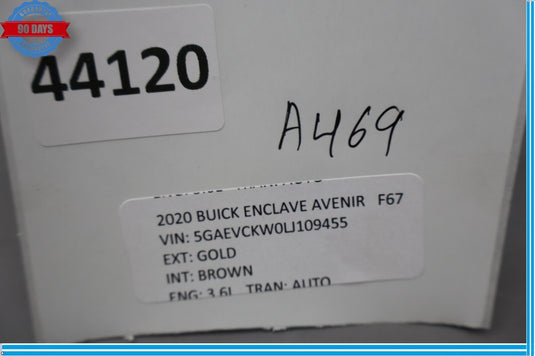 90 DAYS
44120
A469
2020 BUICK ENCLAVE AVENIR F67
VIN: 5GAEVCKW0LJ109455
EXT: GOLD
INT: BROWN
ENG: 3.6L TRAN: AUTO